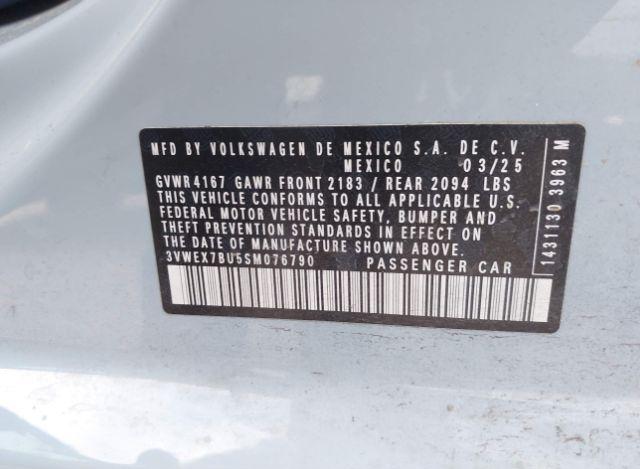 MFD BY VOLKSWAGEN DE MEXICO S.A. DE C.V.
MEXICO 03/25
GVWR 4167 GAWR FRONT 2183 / REAR 2094 LBS
THIS VEHICLE CONFORMS TO ALL APPLICABLE U.S.
FEDERAL MOTOR VEHICLE SAFETY, BUMPER AND
THEFT PREVENTION STANDARDS IN EFFECT ON
THE DATE OF MANUFACTURE SHOWN ABOVE.
3VWEX7BU5SM076790 PASSENGER CAR
1431130 3963 M